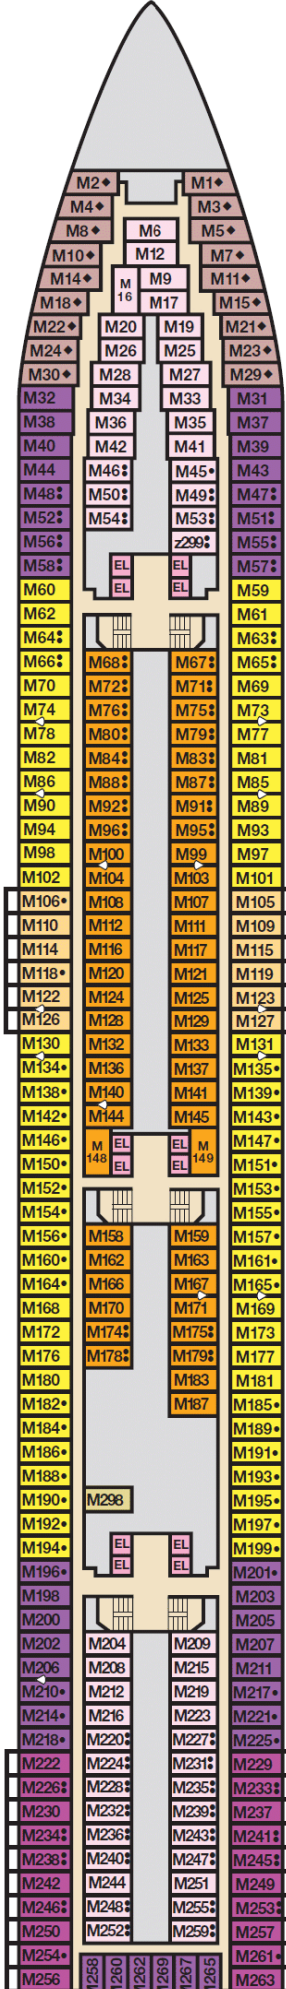 M2◆ M1◆
M4◆ M3◆
M8◆ M6 M5◆
M10◆ M12 M7◆
M14◆ M16 M9 M11◆
M18◆ M17 M15◆
M22◆ M20 M19 M21◆
M24◆ M26 M25 M23◆
M30◆ M28 M27 M29◆
M32 M34 M33 M31
M38 M36 M35 M37
M40 M42 M41 M39
M44 M46: M45• M43
M48: M50: M49: M47:
M52: M54: M53: M51:
M56: z299: M55:
M58: EL EL M57:
M60 EL EL M59
M62 M61
M64: M63:
M66: M68: M67: M65:
M70 M72: M71: M69
M74 M76: M75: M73
M78 M80: M79: M77
M82 M84: M83: M81
M86 M88: M87: M85
M90 M92: M91: M89
M94 M96: M95: M93
M98 M100 M99 M97
M102 M104 M103 M101
M106• M108 M107 M105
M110 M112 M111 M109
M114 M116 M117 M115
M118• M120 M121 M119
M122 M124 M125 M123
M126 M128 M129 M127
M130 M132 M133 M131
M134• M136 M137 M135•
M138• M140 M141 M139•
M142• M144 M145 M143•
M146• M148 EL EL M149 M147•
M150• EL EL M151•
M152• M153•
M154• M155•
M156• M158 M159 M157•
M160• M162 M163 M161•
M164• M166 M167 M165•
M168 M170 M171 M169
M172 M174: M175: M173
M176 M178: M179: M177
M180 M183 M181
M182• M187 M185•
M184• M189•
M186• M191•
M188• M193•
M190• M298 M195•
M192• M197•
M194• EL EL M199•
M196• EL EL M201•
M198 M203
M200 M205
M202 M204 M209 M207
M206 M208 M215 M211
M210• M212 M219 M217•
M214• M216 M223 M221•
M218• M220: M227: M225•
M222 M224: M231: M229
M226: M228: M235: M233:
M230 M232: M239: M237
M234: M236: M243: M241:
M238: M240: M247: M245:
M242 M244 M251 M249
M246: M248: M255: M253:
M250 M252: M259: M257
M254• M261•
M256 M258 M260 M262 M269 M267 M265 M263